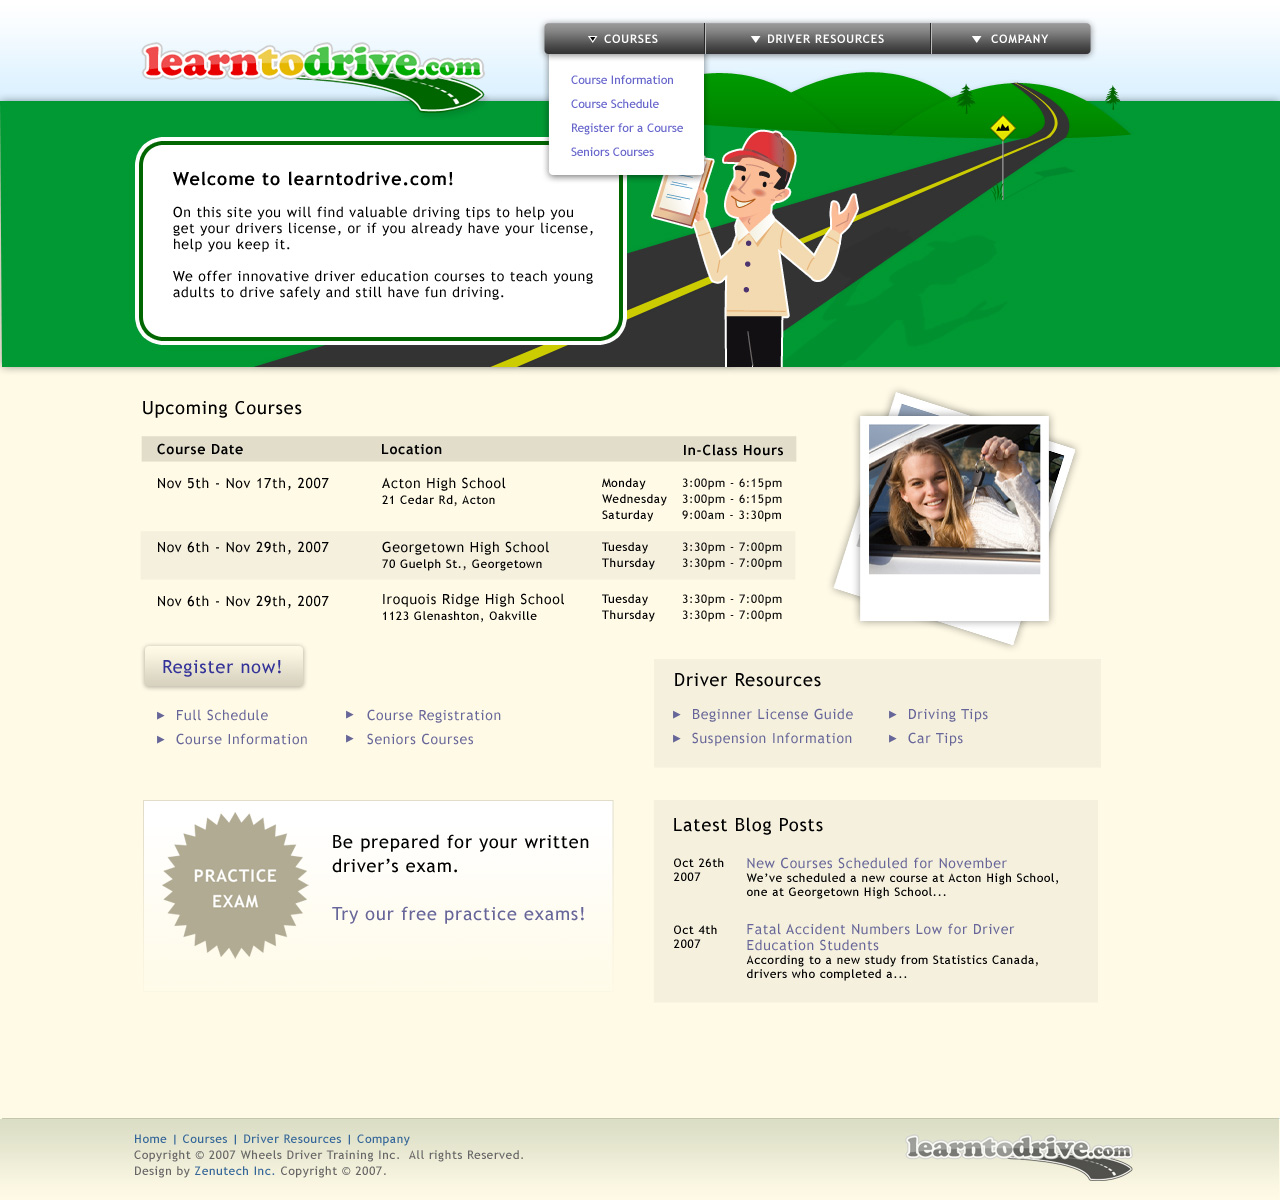 learntodrive.com
COURSES
DRIVER RESOURCES
COMPANY
Course Information
Course Schedule
Register for a Course
Seniors Courses
Welcome to learntodrive.com!
On this site you will find valuable driving tips to help you
get your drivers license, or if you already have your license,
help you keep it.
We offer innovative driver education courses to teach young
adults to drive safely and still have fun driving.
Upcoming Courses
Course Date Location In-Class Hours
Nov 5th - Nov 17th, 2007 Acton High School Monday 3:00pm - 6:15pm
21 Cedar Rd, Acton Wednesday 3:00pm - 6:15pm
Saturday 9:00am - 3:30pm
Nov 6th - Nov 29th, 2007 Georgetown High School Tuesday 3:30pm - 7:00pm
70 Guelph St., Georgetown Thursday 3:30pm - 7:00pm
Nov 6th - Nov 29th, 2007 Iroquois Ridge High School Tuesday 3:30pm - 7:00pm
1123 Glenashton, Oakville Thursday 3:30pm - 7:00pm
Register now!
Full Schedule
Course Information
Course Registration
Seniors Courses
Driver Resources
Beginner License Guide
Suspension Information
Driving Tips
Car Tips
PRACTICE
EXAM
Be prepared for your written
driver's exam.
Try our free practice exams!
Latest Blog Posts
Oct 26th
2007
New Courses Scheduled for November
We've scheduled a new course at Acton High School,
one at Georgetown High School...
Oct 4th
2007
Fatal Accident Numbers Low for Driver
Education Students
According to a new study from Statistics Canada,
drivers who completed a...
Home | Courses | Driver Resources | Company
Copyright © 2007 Wheels Driver Training Inc. All rights Reserved.
Design by Zenutech Inc. Copyright © 2007.
learntodrive.com